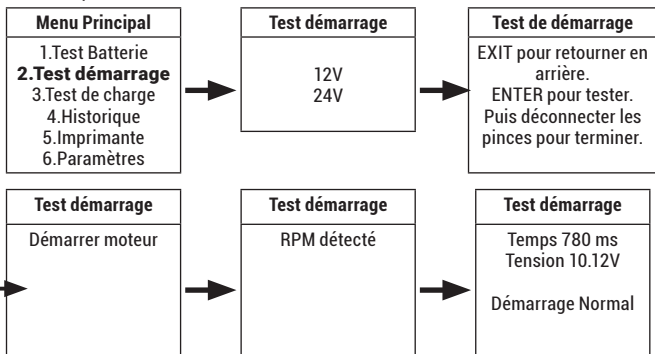 Menu Principal
1.Test Batterie
2.Test démarrage
3.Test de charge
4.Historique
5.Imprimante
6.Paramètres
Test démarrage
12V
24V
Test de démarrage
EXIT pour retourner en
arrière.
ENTER pour tester.
Puis déconnecter les
pinces pour terminer.
Test démarrage
Démarrer moteur
Test démarrage
RPM détecté
Test démarrage
Temps 780 ms
Tension 10.12V
Démarrage Normal